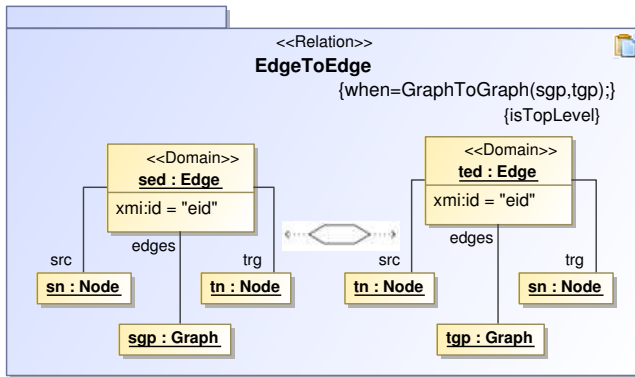 <<Relation>>
EdgeToEdge
{when=GraphToGraph(sgp,tgp);}
{isTopLevel}
<<Domain>>
sed : Edge
xmi:id = "eid"
edges
src
trg
sn : Node
tn : Node
sgp : Graph
<<Domain>>
ted : Edge
xmi:id = "eid"
edges
src
trg
tn : Node
sn : Node
tgp : Graph